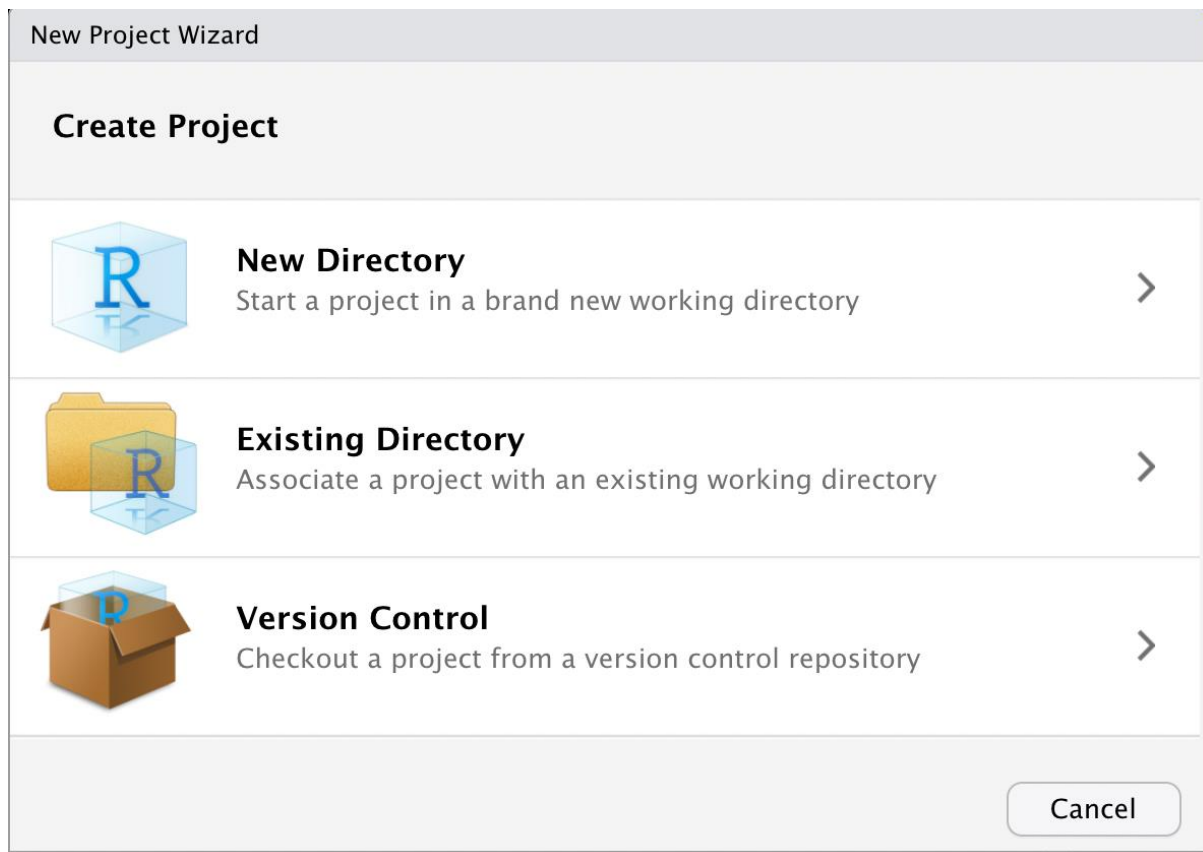 New Project Wizard
Create Project
R
New Directory
Start a project in a brand new working directory
R
Existing Directory
Associate a project with an existing working directory
R
Version Control
Checkout a project from a version control repository
Cancel